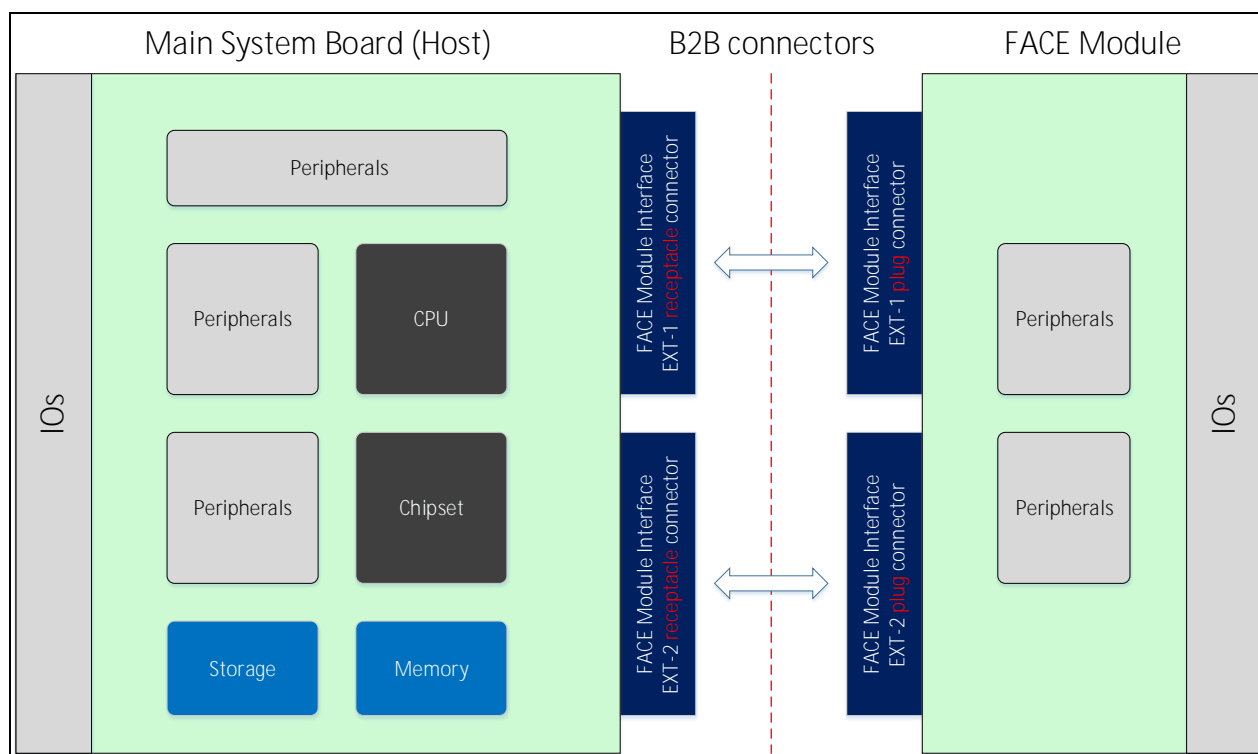 Main System Board (Host)
B2B connectors
FACE Module
IOs
Peripherals
Peripherals
CPU
Peripherals
Chipset
Storage
Memory
FACE Module Interface
EXT-1 receptacle connector
FACE Module Interface
EXT-2 receptacle connector
FACE Module Interface
EXT-1 plug connector
FACE Module Interface
EXT-2 plug connector
Peripherals
Peripherals
IOs